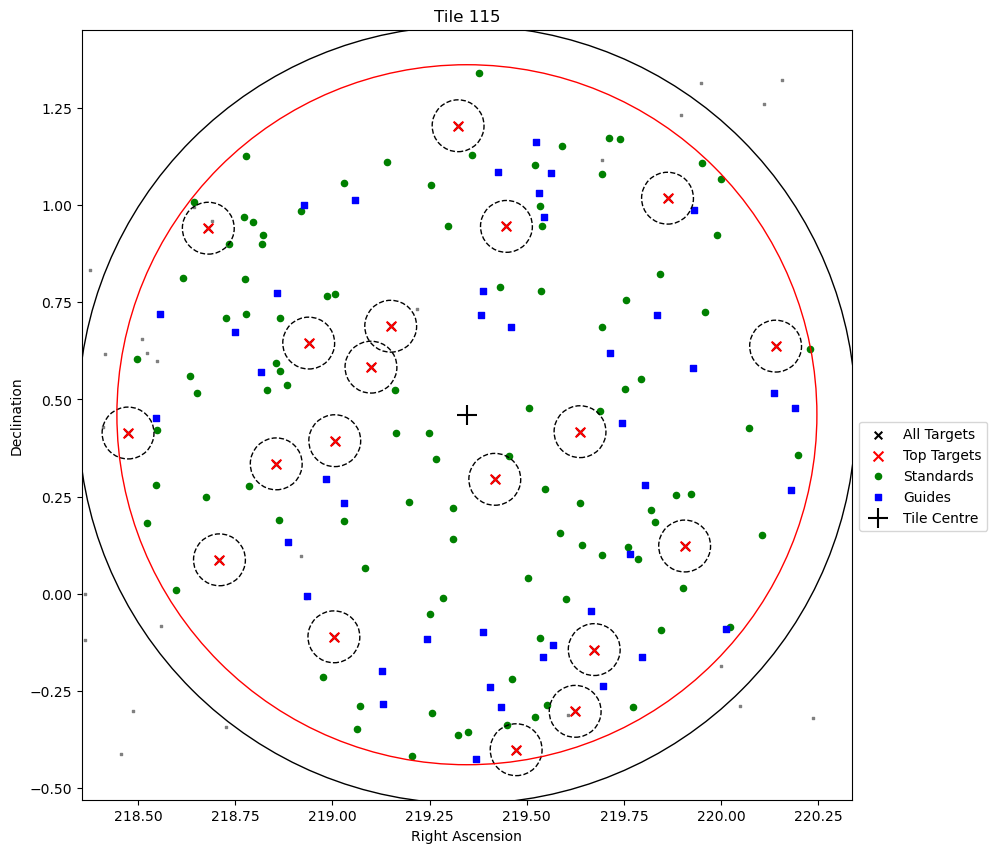 Tile 115
1.25
1.00
0.75
0.50
0.25
0.00
−0.25
−0.50
Declination
218.50 218.75 219.00 219.25 219.50 219.75 220.00 220.25
Right Ascension
All Targets
Top Targets
Standards
Guides
Tile Centre